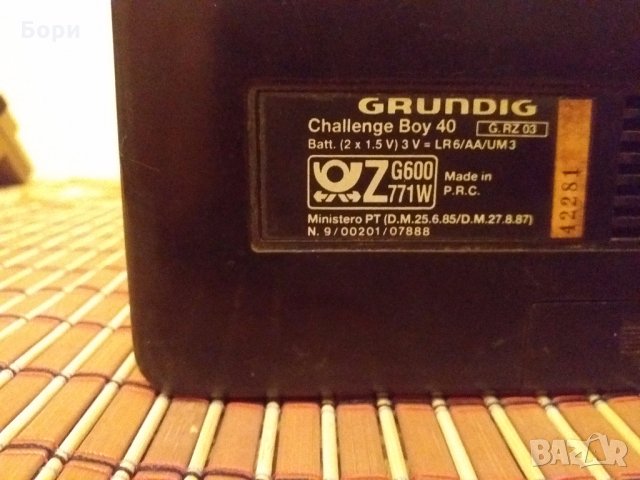 Бори
GRUNDIG
Challenge Boy 40 G.RZ 03
Batt. (2 x 1.5 V) 3 V = LR6/AA/UM3
Z G600
771W
Made in
P.R.C.
Ministero PT (D.M.25.6.85/D.M.27.8.87)
N. 9/00201/07888
42281
BAZAR